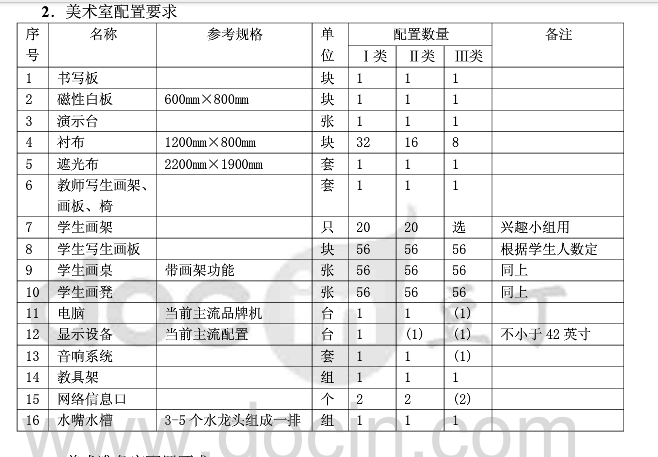 2．美术室配置要求
序号 名称 参考规格 单位 配置数量 备注
Ⅰ类 Ⅱ类 Ⅲ类
1 书写板 块 1 1 1
2 磁性白板 600mm×800mm 块 1 1 1
3 演示台 张 1 1 1
4 衬布 1200mm×800mm 块 32 16 8
5 遮光布 2200mm×1900mm 套 1 1 1
6 教师写生画架、 套 1 1 1
画板、椅
7 学生画架 只 20 20 选 兴趣小组用
8 学生写生画板 块 56 56 56 根据学生人数定
9 学生画桌 带画架功能 张 56 56 56 同上
10 学生画凳 张 56 56 56 同上
11 电脑 当前主流品牌机 台 1 1 (1)
12 显示设备 当前主流配置 台 1 (1) (1) 不小于 42 英寸
13 音响系统 套 1 1 (1)
14 教具架 组 1 1 1
15 网络信息口 个 2 2 (2)
16 水嘴水槽 3-5 个水龙头组成一排 组 1 1 1
docin 豆丁
www.docin.com